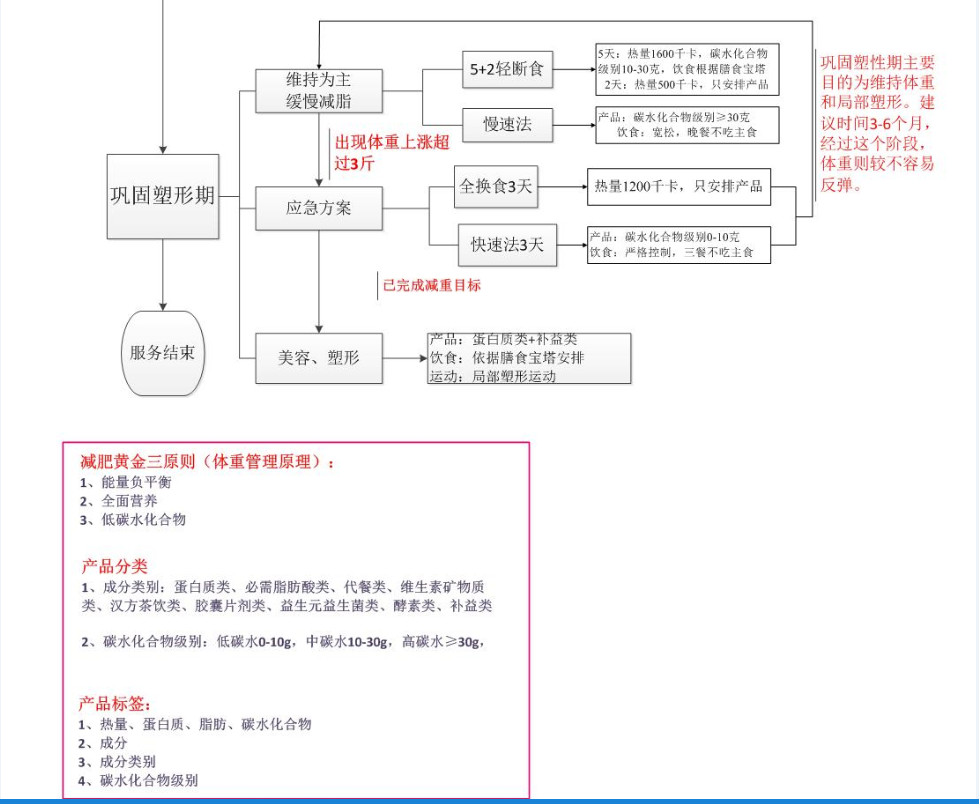 维持为主
缓慢减脂
5+2轻断食
5天：热量1600千卡，碳水化合物
级别10-30克，饮食根据膳食宝塔
2天：热量500千卡，只安排产品
慢速法
产品：碳水化合物级别≥30克
饮食：宽松，晚餐不吃主食
巩固塑性期主要
目的为维持体重
和局部塑形。建
议时间3-6个月，
经过这个阶段，
体重则较不容易
反弹。
出现体重上涨超
过3斤
巩固塑形期
应急方案
全换食3天
热量1200千卡，只安排产品
快速法3天
产品：碳水化合物级别0-10克
饮食：严格控制，三餐不吃主食
已完成减重目标
服务结束
美容、塑形
产品：蛋白质类+补益类
饮食：依据膳食宝塔安排
运动：局部塑形运动
减肥黄金三原则（体重管理原理）：
1、能量负平衡
2、全面营养
3、低碳水化合物
产品分类
1、成分类别：蛋白质类、必需脂肪酸类、代餐类、维生素矿物质
类、汉方茶饮类、胶囊片剂类、益生元益生菌类、酵素类、补益类
2、碳水化合物级别：低碳水0-10g，中碳水10-30g，高碳水≥30g，
产品标签：
1、热量、蛋白质、脂肪、碳水化合物
2、成分
3、成分类别
4、碳水化合物级别